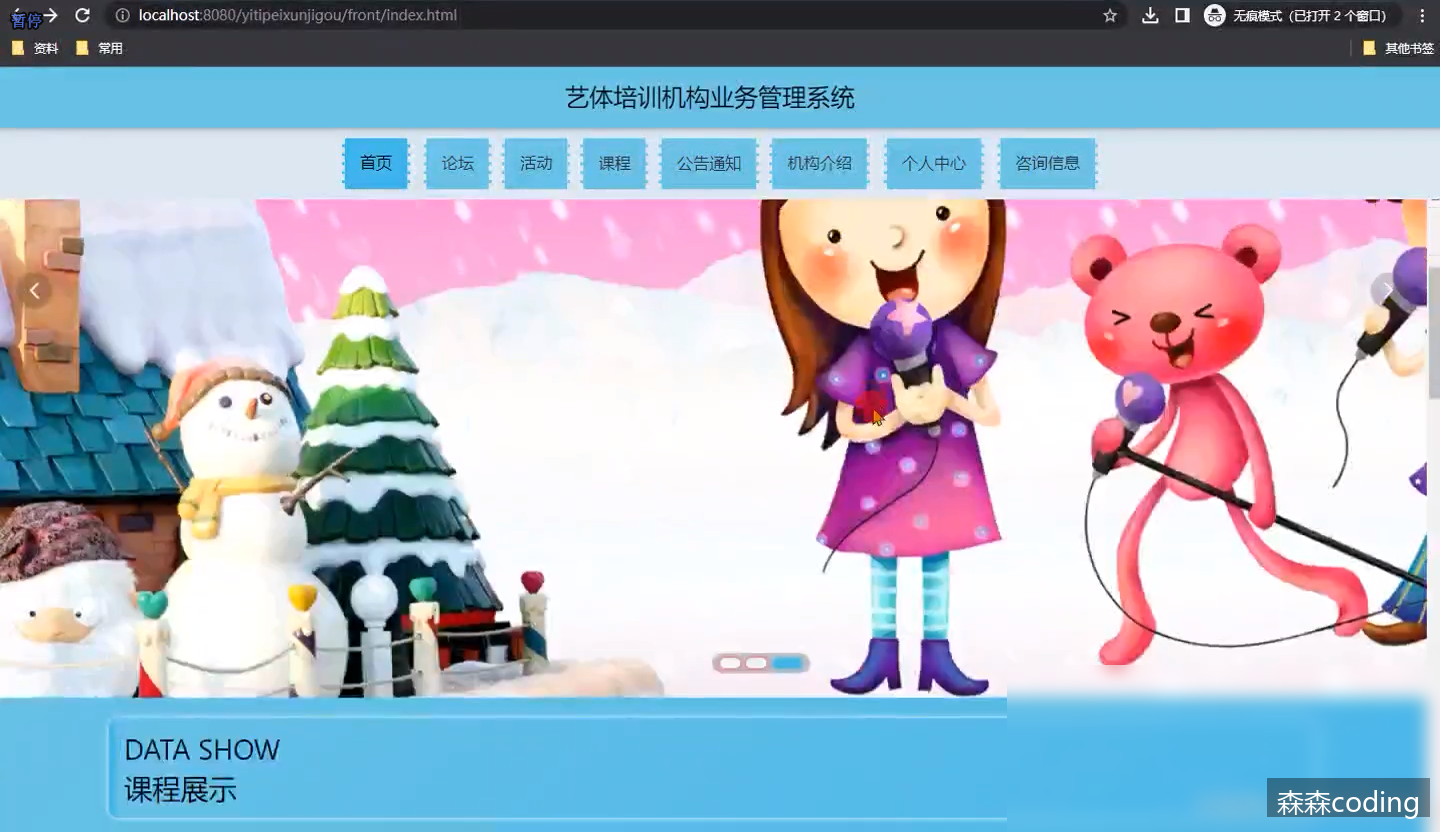 暂停
localhost:8080/yitipeixunjigou/front/index.html
无痕模式（已打开 2 个窗口）
资料 常用 其他书签
艺体培训机构业务管理系统
首页 论坛 活动 课程 公告通知 机构介绍 个人中心 咨询信息
DATA SHOW
课程展示
森森coding